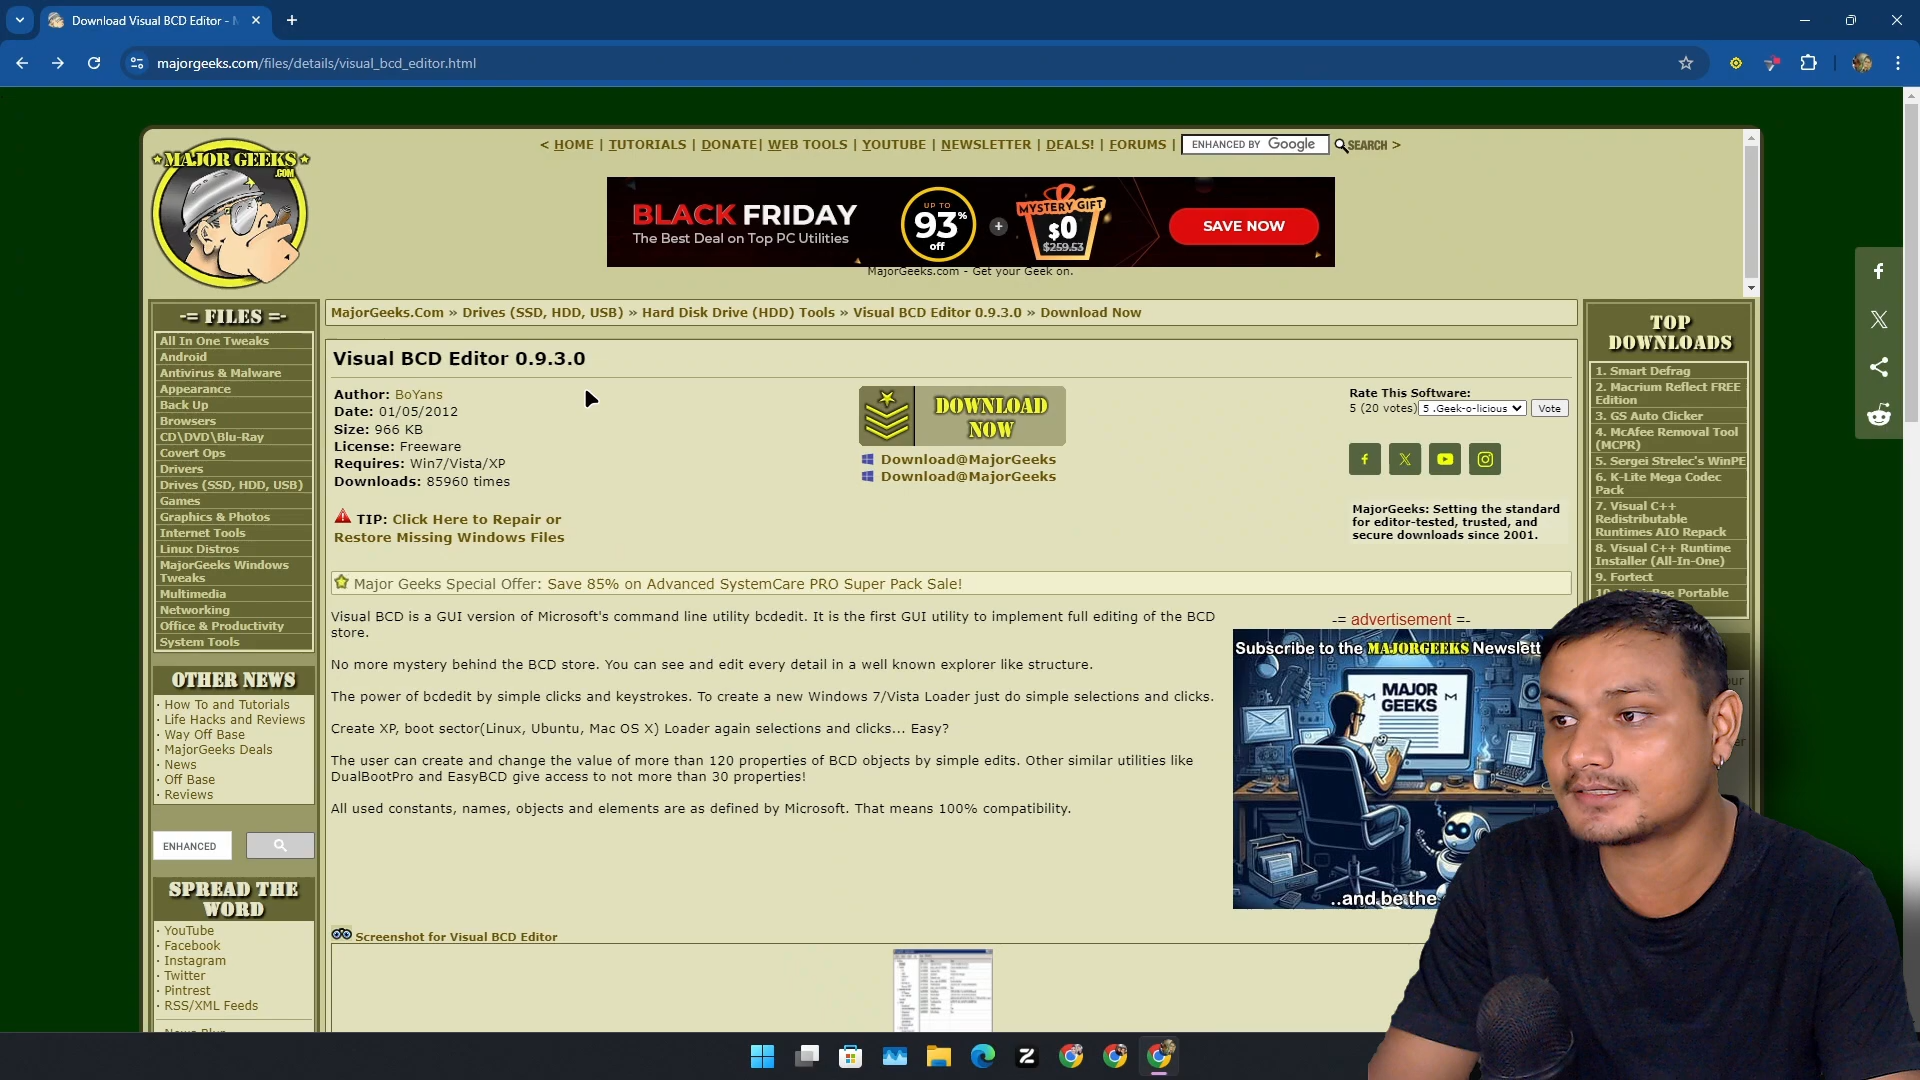 Download Visual BCD Editor - M
majorgeeks.com/files/details/visual_bcd_editor.html
MAJOR GEEKS
.COM
< HOME | TUTORIALS | DONATE| WEB TOOLS | YOUTUBE | NEWSLETTER | DEALS! | FORUMS | ENHANCED BY Google SEARCH >
BLACK FRIDAY
The Best Deal on Top PC Utilities
UP TO
93%
off
+
MYSTERY GIFT
$0
$259.53
SAVE NOW
MajorGeeks.com - Get your Geek on.
-= FILES =-
All In One Tweaks
Android
Antivirus & Malware
Appearance
Back Up
Browsers
CD\DVD\Blu-Ray
Covert Ops
Drivers
Drives (SSD, HDD, USB)
Games
Graphics & Photos
Internet Tools
Linux Distros
MajorGeeks Windows
Tweaks
Multimedia
Networking
Office & Productivity
System Tools
OTHER NEWS
· How To and Tutorials
· Life Hacks and Reviews
· Way Off Base
· MajorGeeks Deals
· News
· Off Base
· Reviews
ENHANCED
SPREAD THE
WORD
· YouTube
· Facebook
· Instagram
· Twitter
· Pintrest
· RSS/XML Feeds
MajorGeeks.Com » Drives (SSD, HDD, USB) » Hard Disk Drive (HDD) Tools » Visual BCD Editor 0.9.3.0 » Download Now
Visual BCD Editor 0.9.3.0
Author: BoYans
Date: 01/05/2012
Size: 966 KB
License: Freeware
Requires: Win7/Vista/XP
Downloads: 85960 times
TIP: Click Here to Repair or
Restore Missing Windows Files
DOWNLOAD
NOW
Download@MajorGeeks
Download@MajorGeeks
Rate This Software:
5 (20 votes) 5 .Geek-o-licious Vote
MajorGeeks: Setting the standard
for editor-tested, trusted, and
secure downloads since 2001.
Major Geeks Special Offer: Save 85% on Advanced SystemCare PRO Super Pack Sale!
Visual BCD is a GUI version of Microsoft's command line utility bcdedit. It is the first GUI utility to implement full editing of the BCD
store.
No more mystery behind the BCD store. You can see and edit every detail in a well known explorer like structure.
The power of bcdedit by simple clicks and keystrokes. To create a new Windows 7/Vista Loader just do simple selections and clicks.
Create XP, boot sector(Linux, Ubuntu, Mac OS X) Loader again selections and clicks... Easy?
The user can create and change the value of more than 120 properties of BCD objects by simple edits. Other similar utilities like
DualBootPro and EasyBCD give access to not more than 30 properties!
All used constants, names, objects and elements are as defined by Microsoft. That means 100% compatibility.
-= advertisement =-
Subscribe to the MAJORGEEKS Newslett
MAJOR
GEEKS
..and be the
Screenshot for Visual BCD Editor
TOP
DOWNLOADS
1. Smart Defrag
2. Macrium Reflect FREE
Edition
3. GS Auto Clicker
4. McAfee Removal Tool
(MCPR)
5. Sergei Strelec's WinPE
6. K-Lite Mega Codec
Pack
7. Visual C++
Redistributable
Runtimes AIO Repack
8. Visual C++ Runtime
Installer (All-In-One)
9. Fortect
Portable